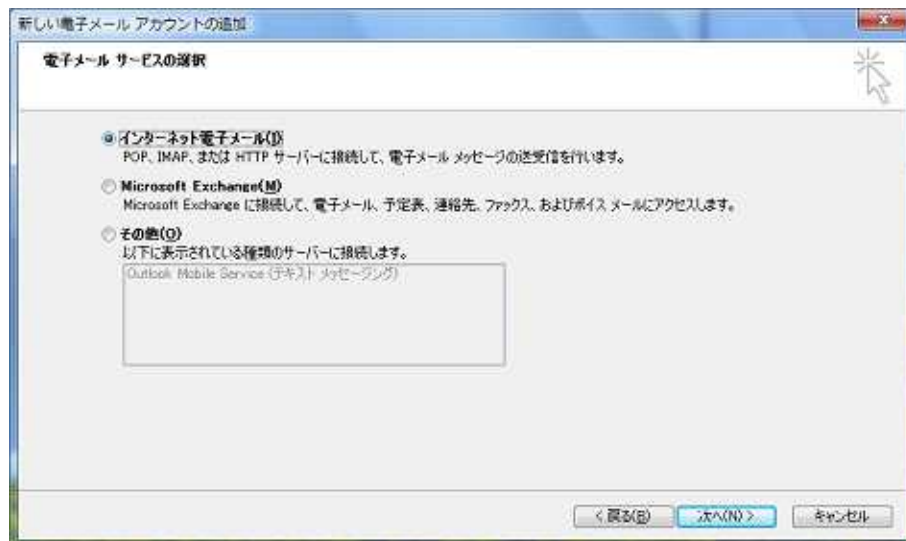 新しい電子メール アカウントの追加
電子メール サービスの選択
インターネット電子メール(I)
POP、IMAP、または HTTP サーバーに接続して、電子メール メッセージの送受信を行います。
Microsoft Exchange(M)
Microsoft Exchange に接続して、電子メール、予定表、連絡先、ファックス、およびボイス メールにアクセスします。
その他(O)
以下に表示されている種類のサーバーに接続します。
Outlook Mobile Service (テキスト メッセージング)
< 戻る(B) 次へ(N) > キャンセル